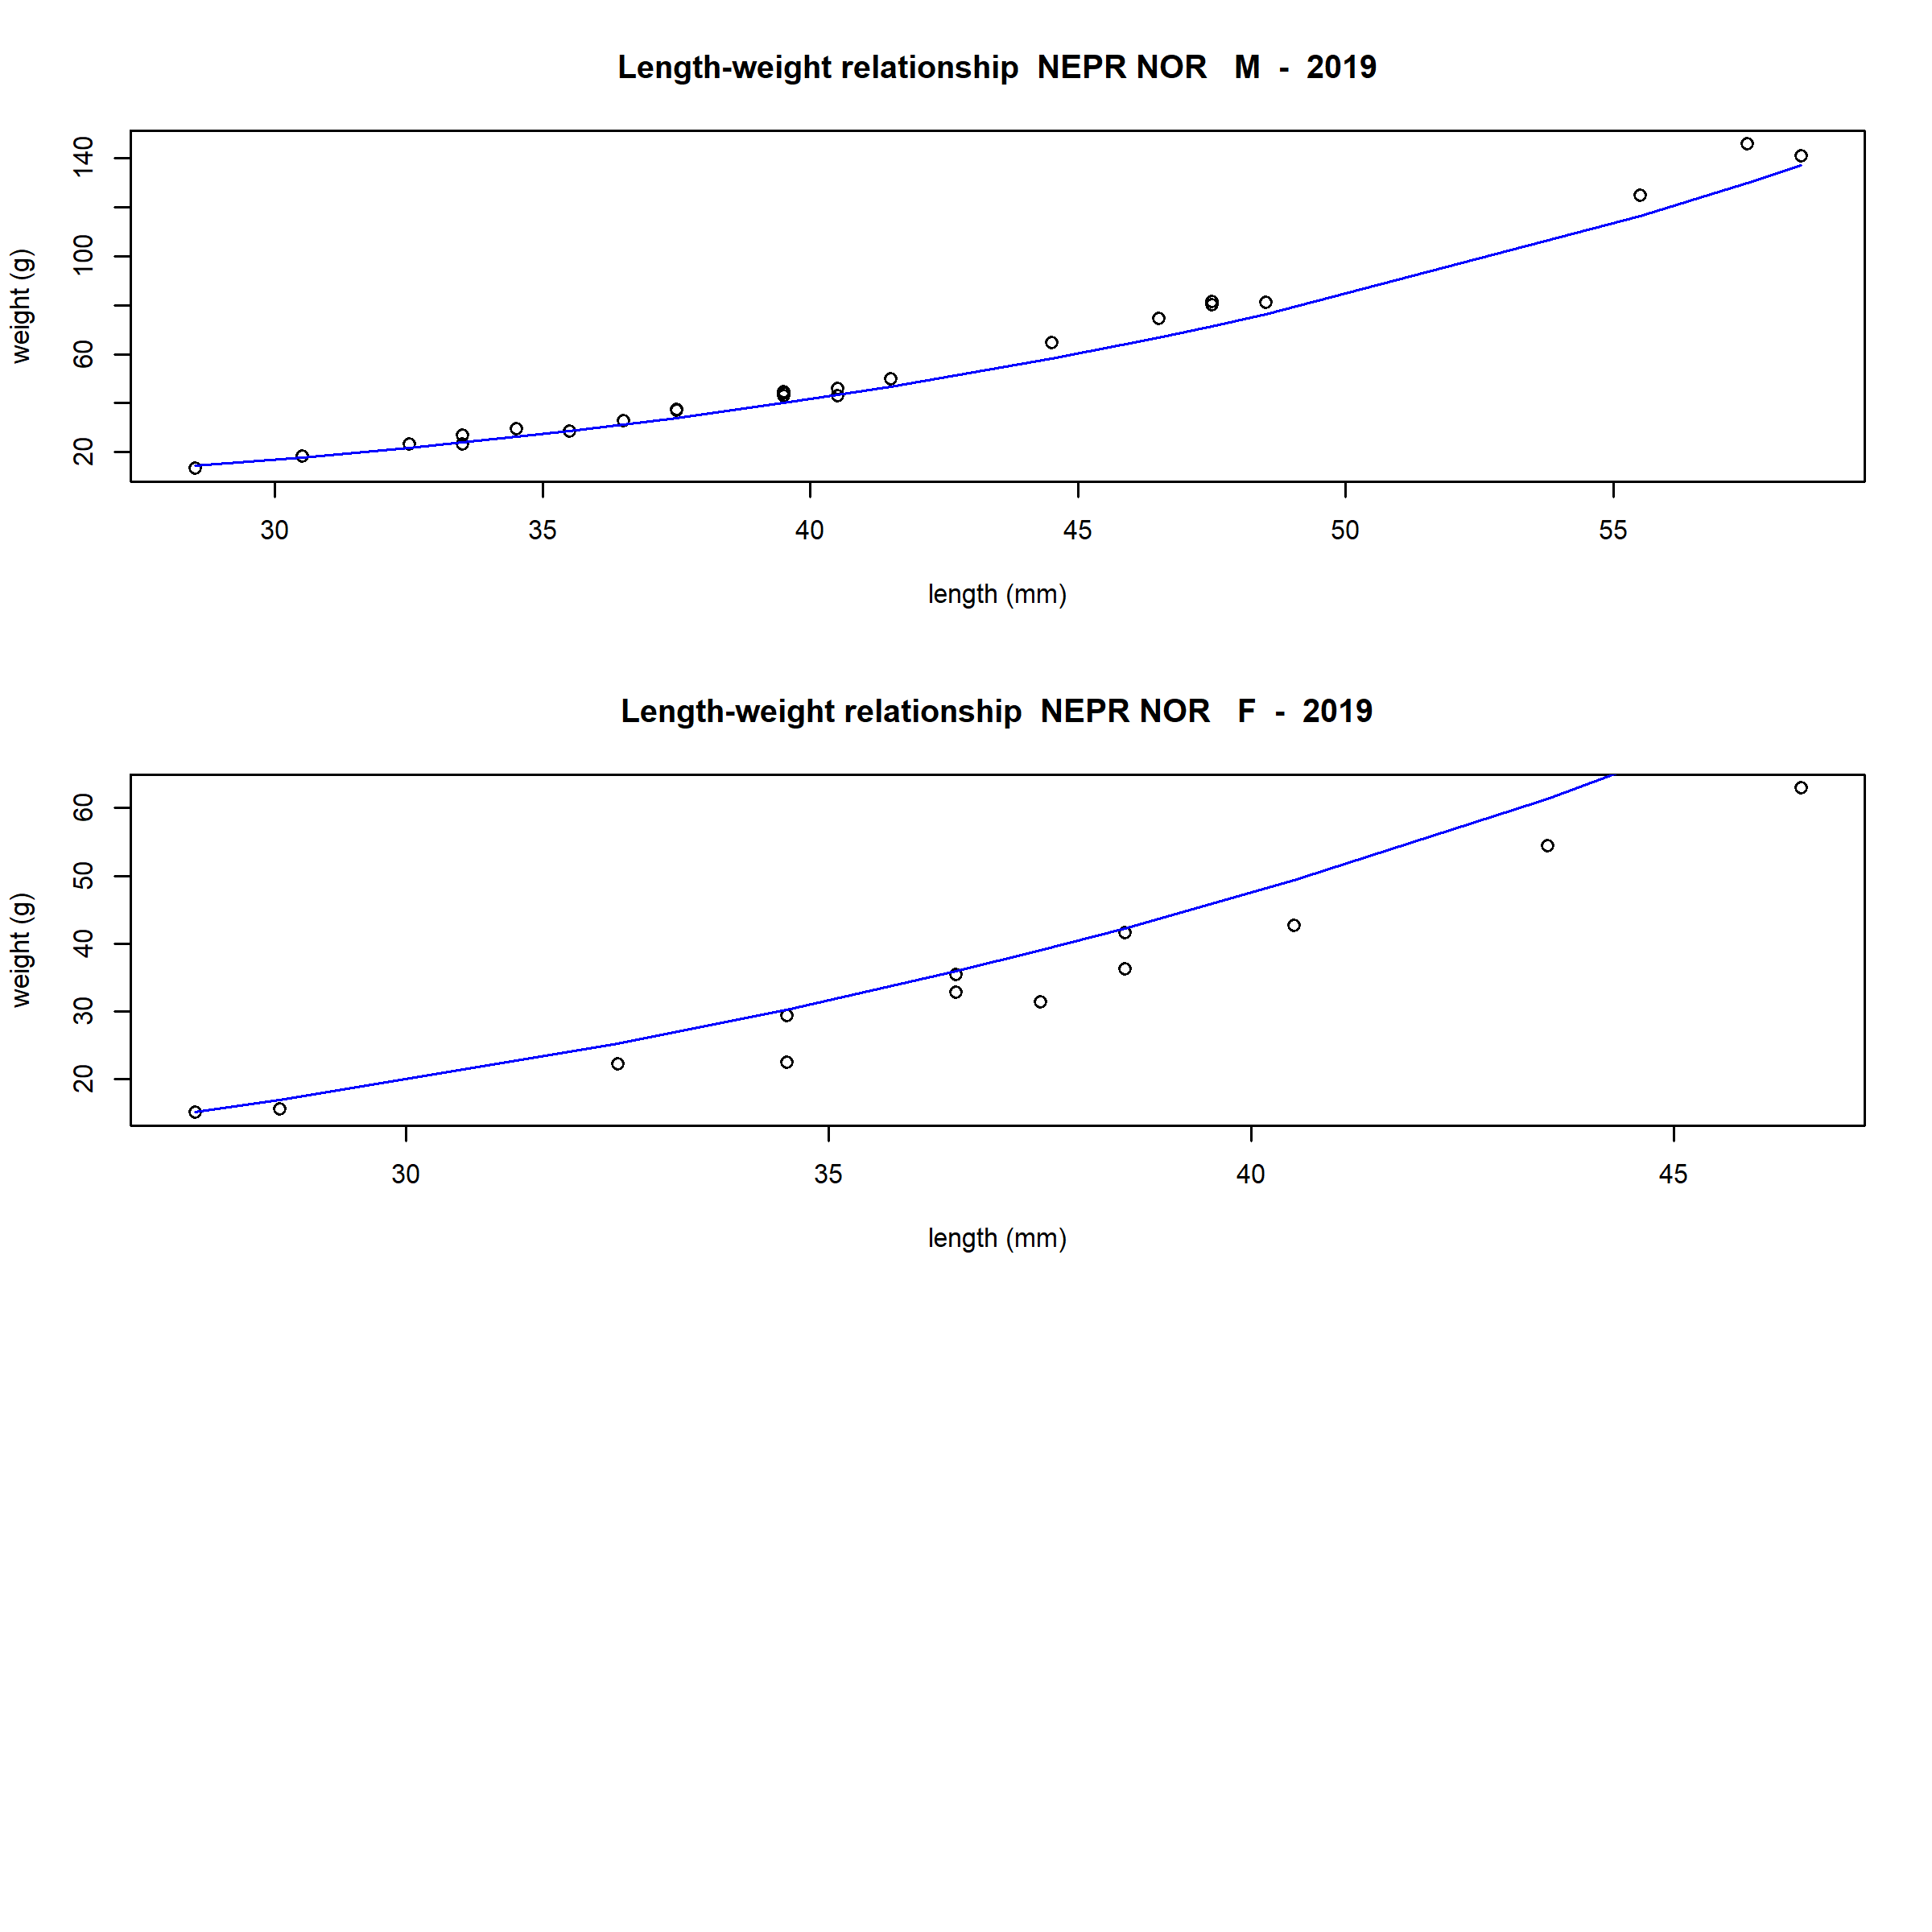 Length-weight relationship NEPR NOR M - 2019
140
100
60
20
weight (g)
30 35 40 45 50 55
length (mm)
Length-weight relationship NEPR NOR F - 2019
60
50
40
30
20
weight (g)
30 35 40 45
length (mm)